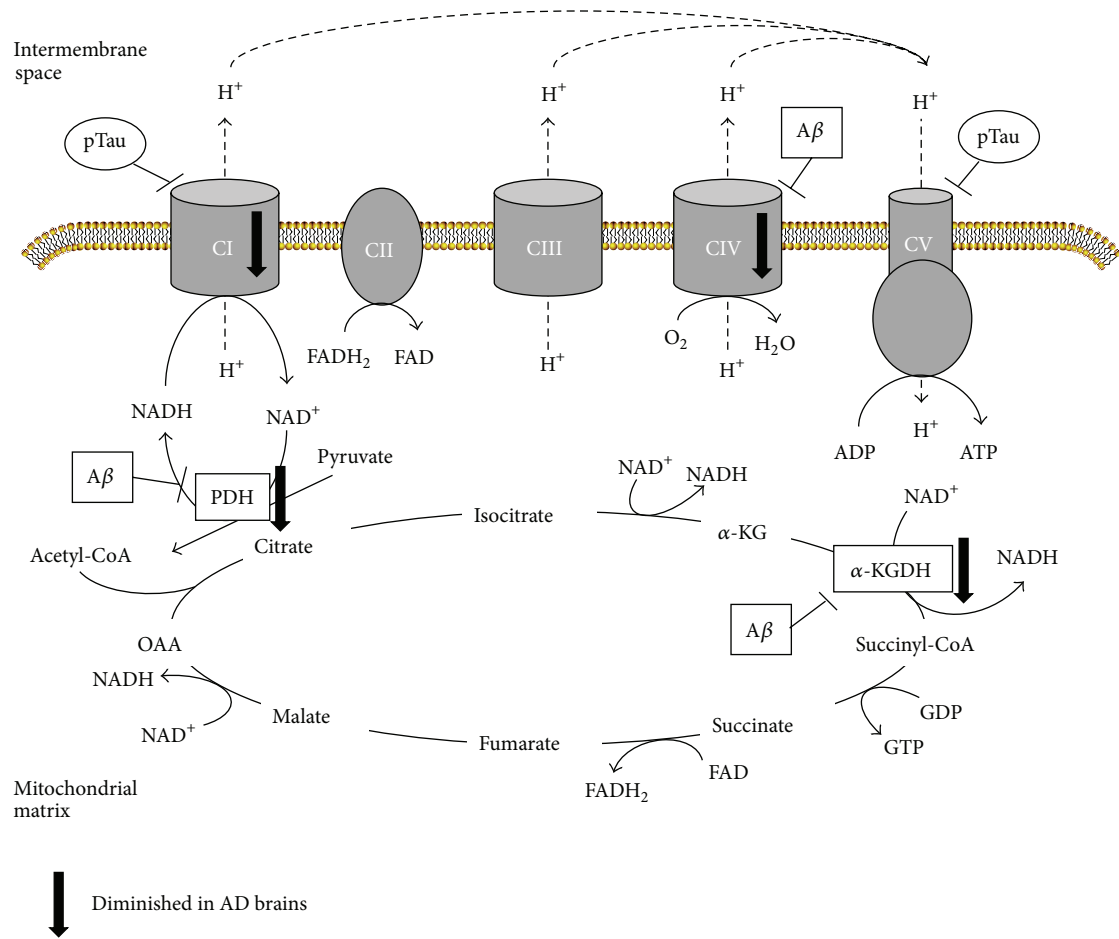 Intermembrane
space
H⁺
H⁺
H⁺
H⁺
pTau
Aβ
pTau
CI
CII
CIII
CIV
CV
H⁺
FADH₂
FAD
H⁺
O₂
H₂O
H⁺
NADH
NAD⁺
ADP
H⁺
ATP
Aβ
PDH
Pyruvate
Acetyl-CoA
Citrate
Isocitrate
NAD⁺
NADH
α-KG
NAD⁺
α-KGDH
NADH
Aβ
Succinyl-CoA
OAA
NADH
NAD⁺
Malate
Fumarate
Succinate
GDP
GTP
FADH₂
FAD
Mitochondrial
matrix
Diminished in AD brains